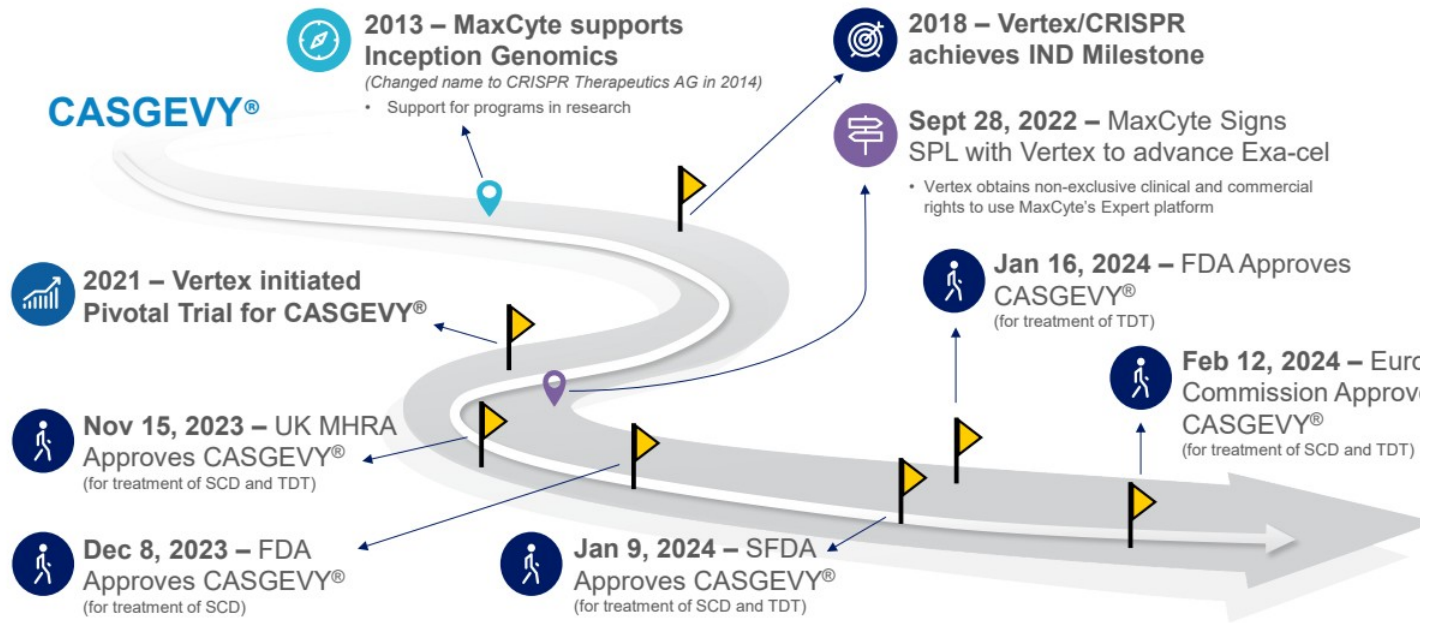 CASGEVY®
2013 – MaxCyte supports
Inception Genomics
(Changed name to CRISPR Therapeutics AG in 2014)
• Support for programs in research
2018 – Vertex/CRISPR
achieves IND Milestone
Sept 28, 2022 – MaxCyte Signs
SPL with Vertex to advance Exa-cel
• Vertex obtains non-exclusive clinical and commercial
rights to use MaxCyte's Expert platform
2021 – Vertex initiated
Pivotal Trial for CASGEVY®
Jan 16, 2024 – FDA Approves
CASGEVY®
(for treatment of TDT)
Feb 12, 2024 –
Commission
CASGEVY®
(for treatment of SCD and TDT)
Nov 15, 2023 – UK MHRA
Approves CASGEVY®
(for treatment of SCD and TDT)
Dec 8, 2023 – FDA
Approves CASGEVY®
(for treatment of SCD)
Jan 9, 2024 – SFDA
Approves CASGEVY®
(for treatment of SCD and TDT)